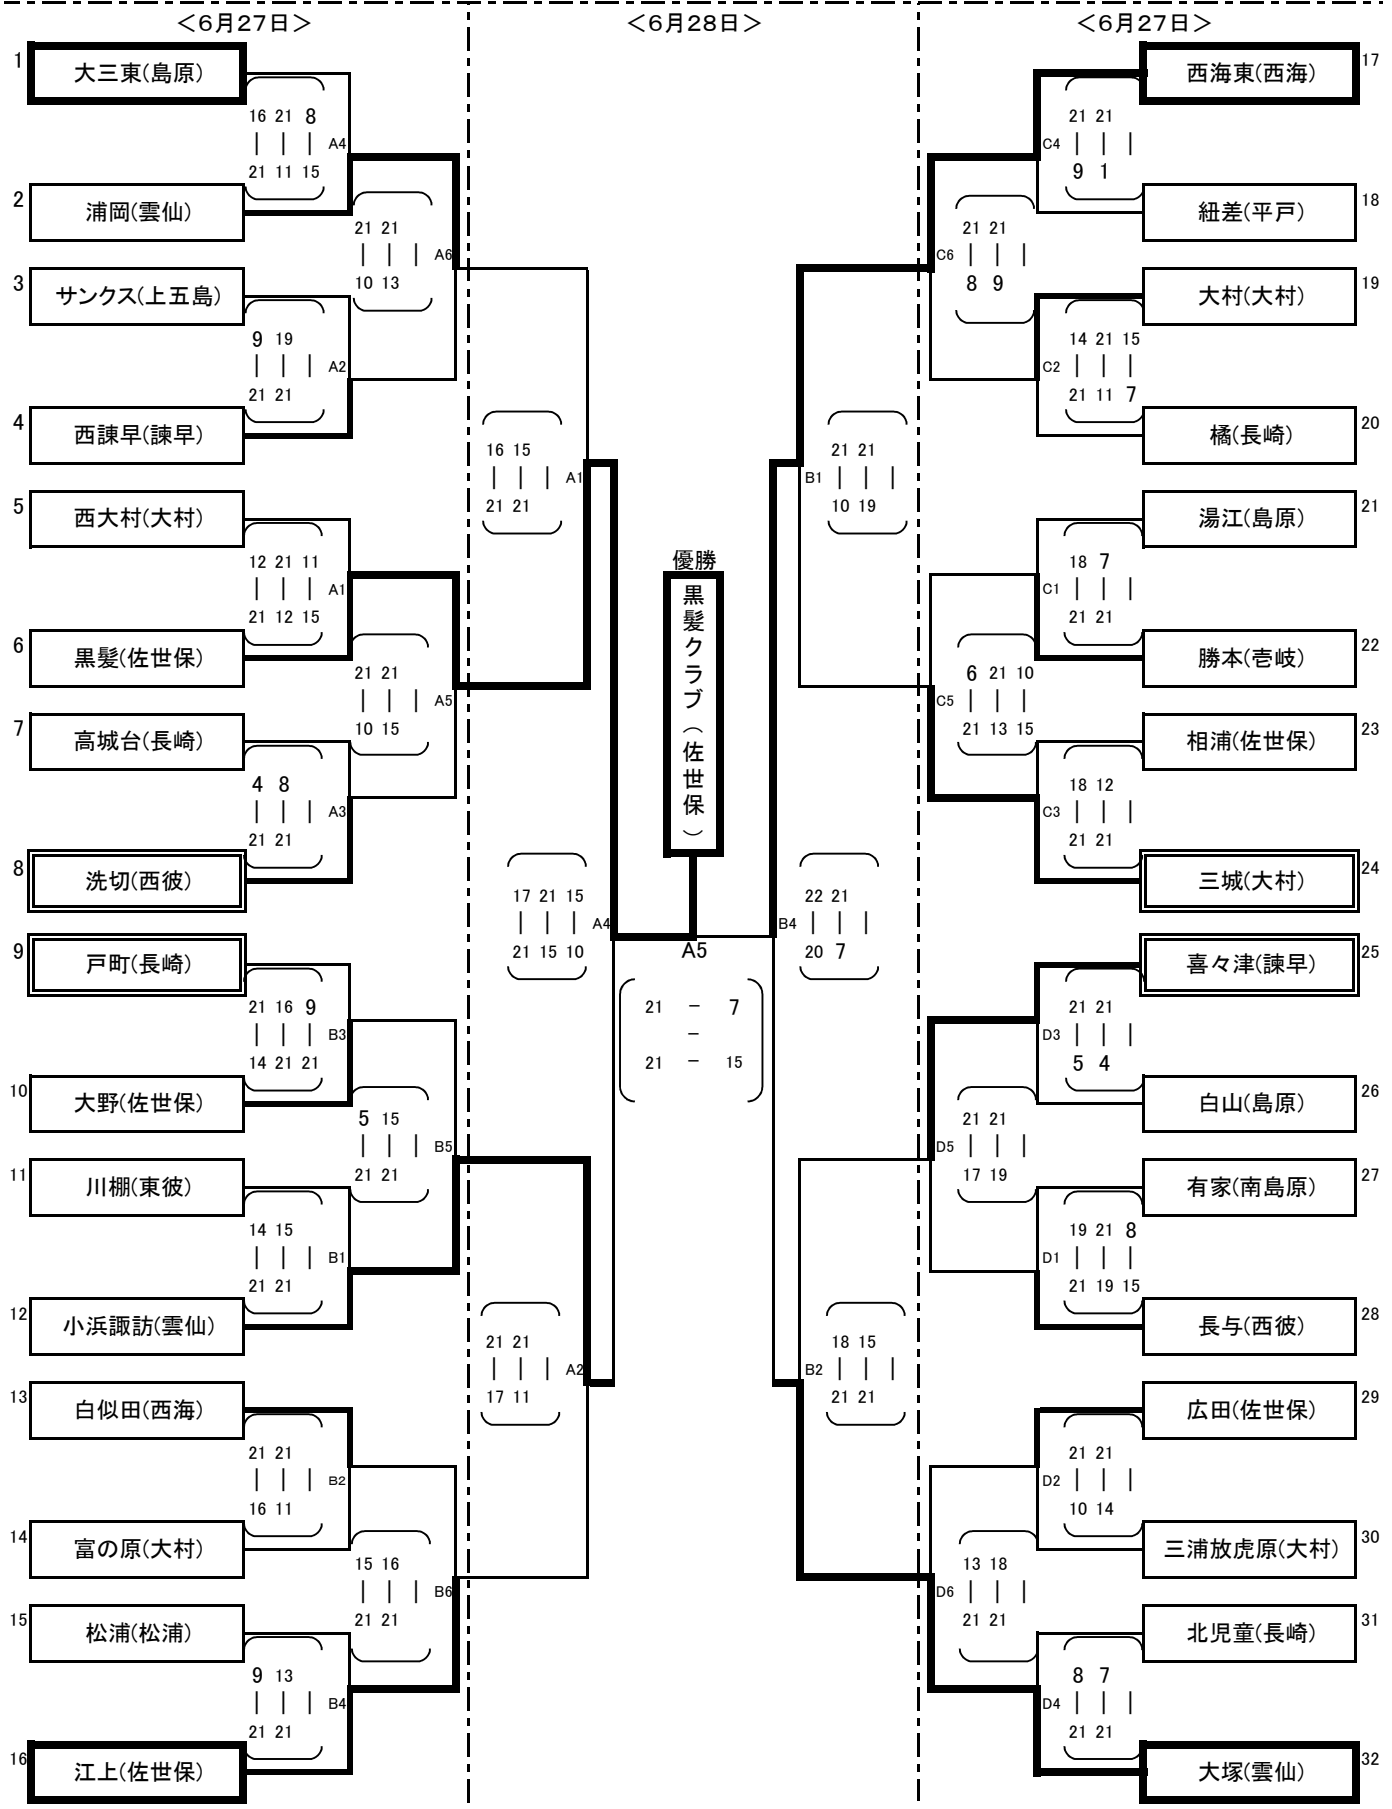 ＜6月27日＞ ＜6月28日＞ ＜6月27日＞
1 大三東(島原) 西海東(西海) 17
16 21 8 A4 C4 21 21
21 11 15 9 1
2 浦岡(雲仙) 紐差(平戸) 18
21 21 A6 C6 21 21
10 13 8 9
3 サンクス(上五島) 大村(大村) 19
9 19 A2 C2 14 21 15
21 21 21 11 7
4 西諫早(諫早) 橘(長崎) 20
16 15 A1 B1 21 21
21 21 10 19
5 西大村(大村) 湯江(島原) 21
12 21 11 A1 C1 18 7
21 12 15 21 21
優勝
黒髪クラブ(佐世保)
6 黒髪(佐世保) 勝本(壱岐) 22
21 21 A5 C5 6 21 10
10 15 21 13 15
7 高城台(長崎) 相浦(佐世保) 23
4 8 A3 C3 18 12
21 21 21 21
8 洗切(西彼) 三城(大村) 24
17 21 15 A4 B4 22 21
21 15 10 20 7
A5
21 － 7
－
21 － 15
9 戸町(長崎) 喜々津(諫早) 25
21 16 9 B3 D3 21 21
14 21 21 5 4
10 大野(佐世保) 白山(島原) 26
5 15 B5 D5 21 21
21 21 17 19
11 川棚(東彼) 有家(南島原) 27
14 15 B1 D1 19 21 8
21 21 21 19 15
12 小浜諏訪(雲仙) 長与(西彼) 28
21 21 A2 B2 18 15
17 11 21 21
13 白似田(西海) 広田(佐世保) 29
21 21 B2 D2 21 21
16 11 10 14
14 富の原(大村) 三浦放虎原(大村) 30
15 16 B6 D6 13 18
21 21 21 21
15 松浦(松浦) 北児童(長崎) 31
9 13 B4 D4 8 7
21 21 21 21
16 江上(佐世保) 大塚(雲仙) 32